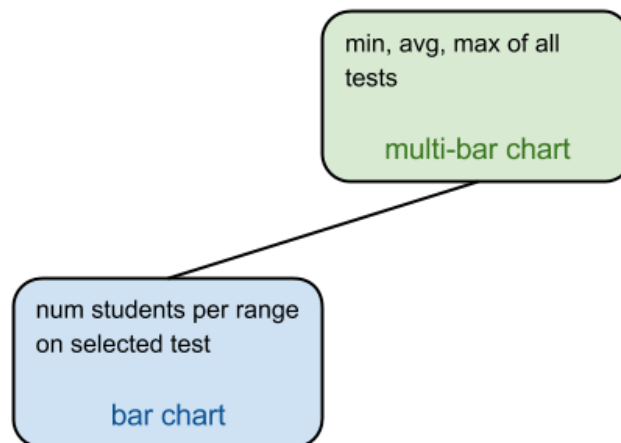 min, avg, max of all
tests
multi-bar chart
num students per range
on selected test
bar chart